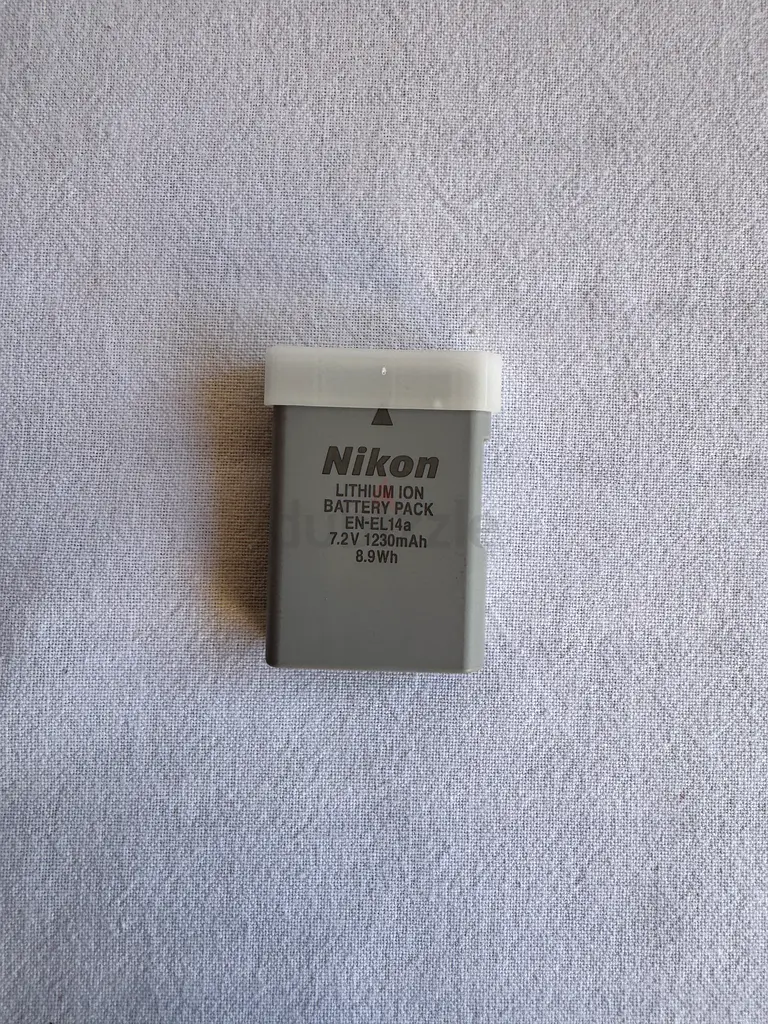 Nikon
LITHIUM ION
BATTERY PACK
EN-EL14a
7.2V 1230mAh
8.9Wh